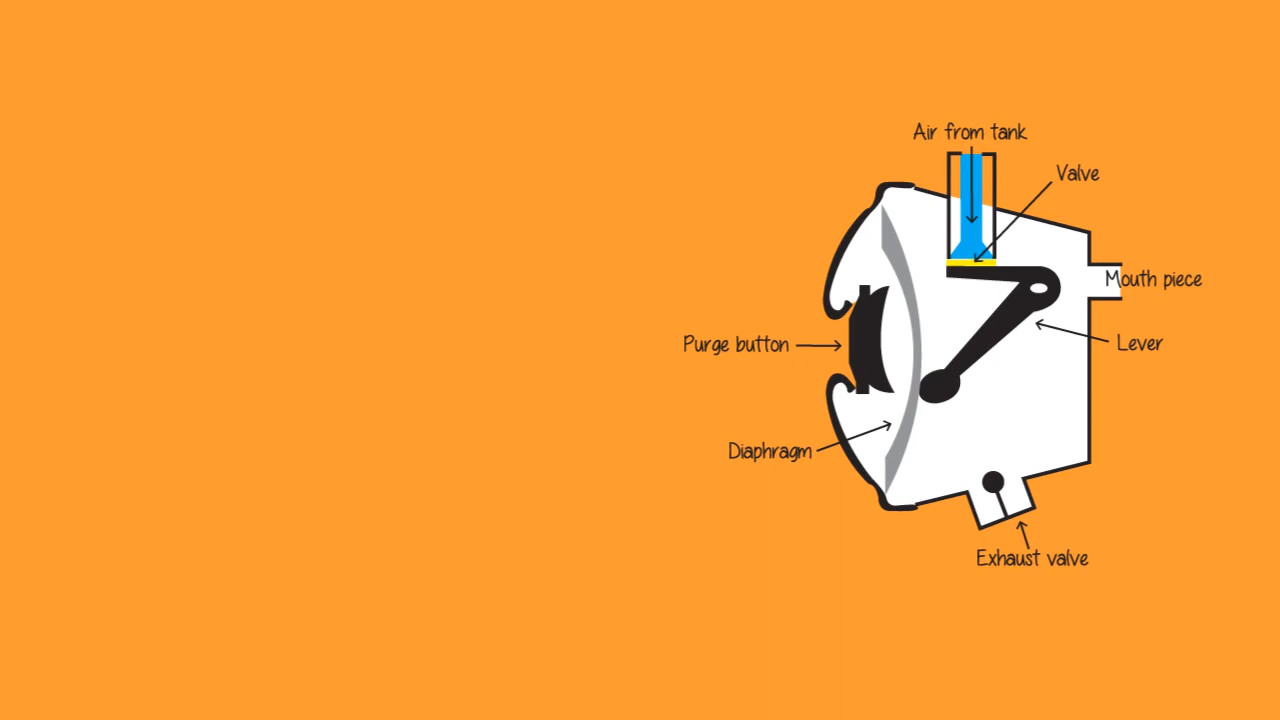 Air from tank
Valve
Mouth piece
Purge button
Lever
Diaphragm
Exhaust valve